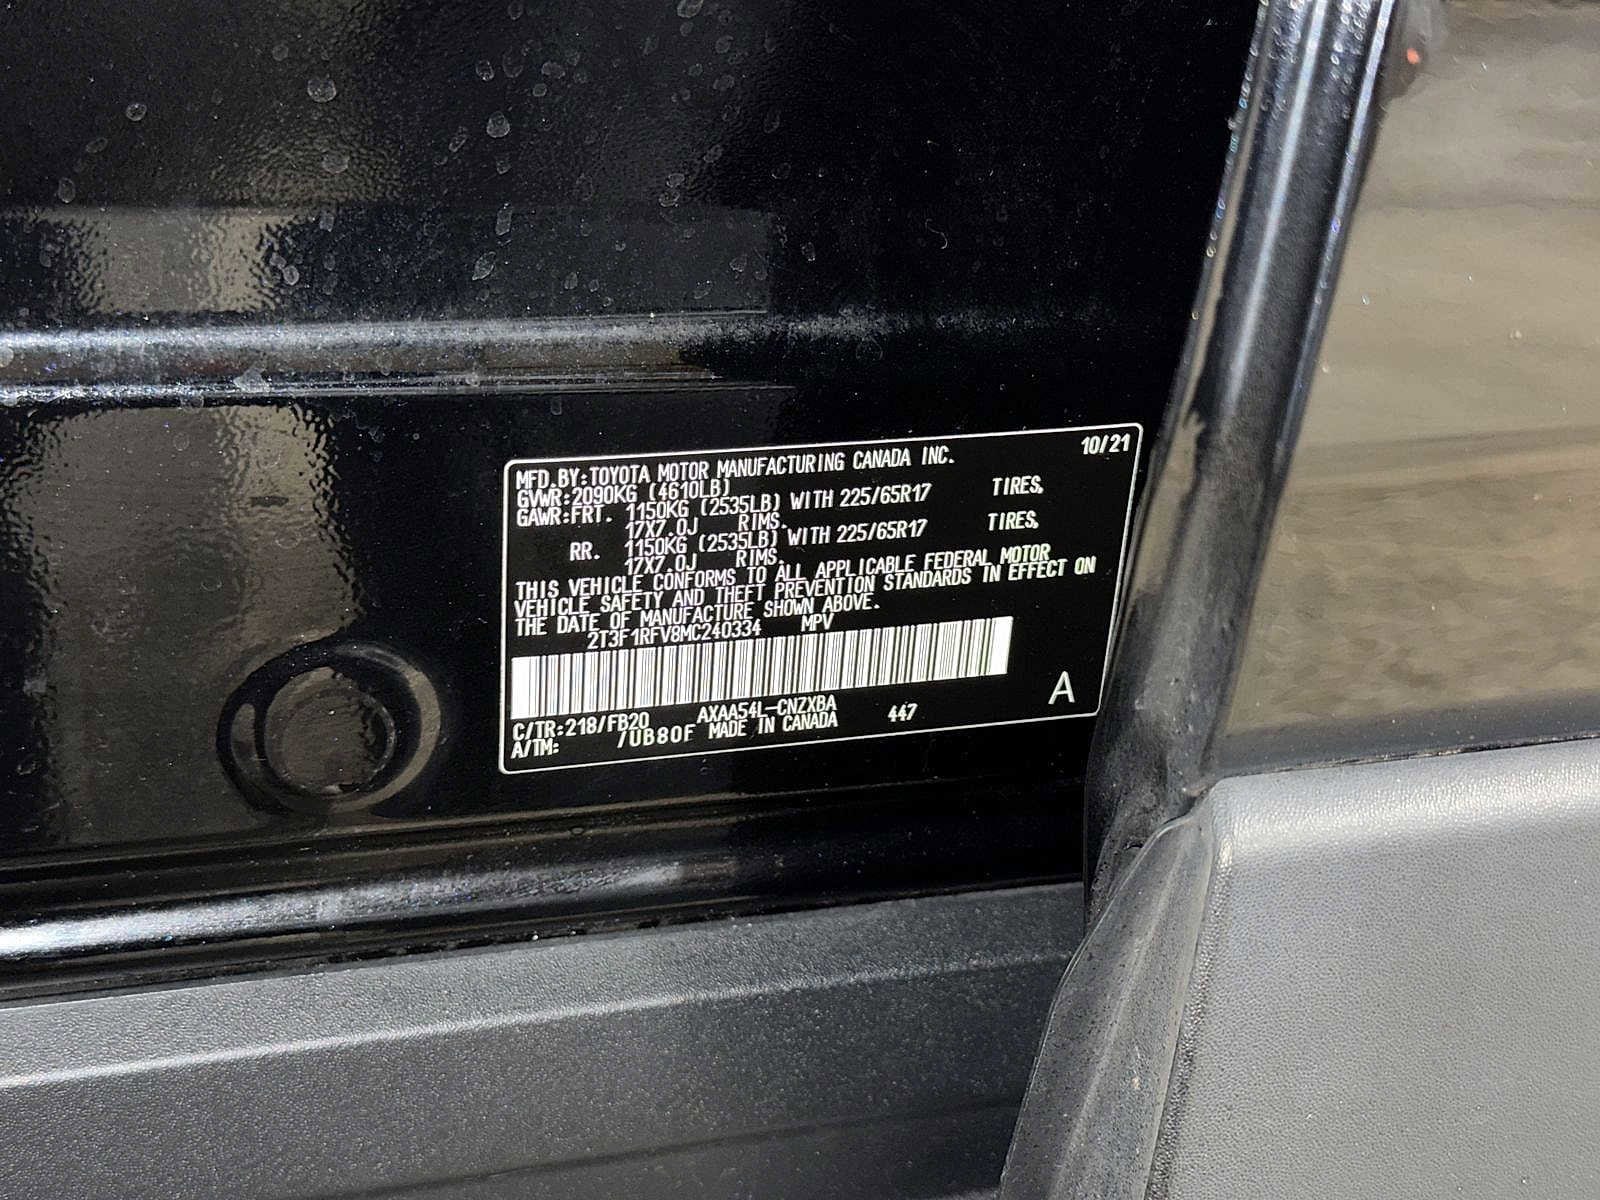 MFD.BY:TOYOTA MOTOR MANUFACTURING CANADA INC. 10/21
GVWR:2090KG (4610LB)
GAWR:FRT. 1150KG (2535LB) WITH 225/65R17 TIRES,
17X7.0J RIMS.
RR. 1150KG (2535LB) WITH 225/65R17 TIRES,
17X7.0J RIMS.
THIS VEHICLE CONFORMS TO ALL APPLICABLE FEDERAL MOTOR
VEHICLE SAFETY AND THEFT PREVENTION STANDARDS IN EFFECT ON
THE DATE OF MANUFACTURE SHOWN ABOVE.
2T3F1RFV8MC240334 MPV
A
C/TR:218/FB20 AXAA54L-CNZXBA 447
A/TM: /UB80F MADE IN CANADA